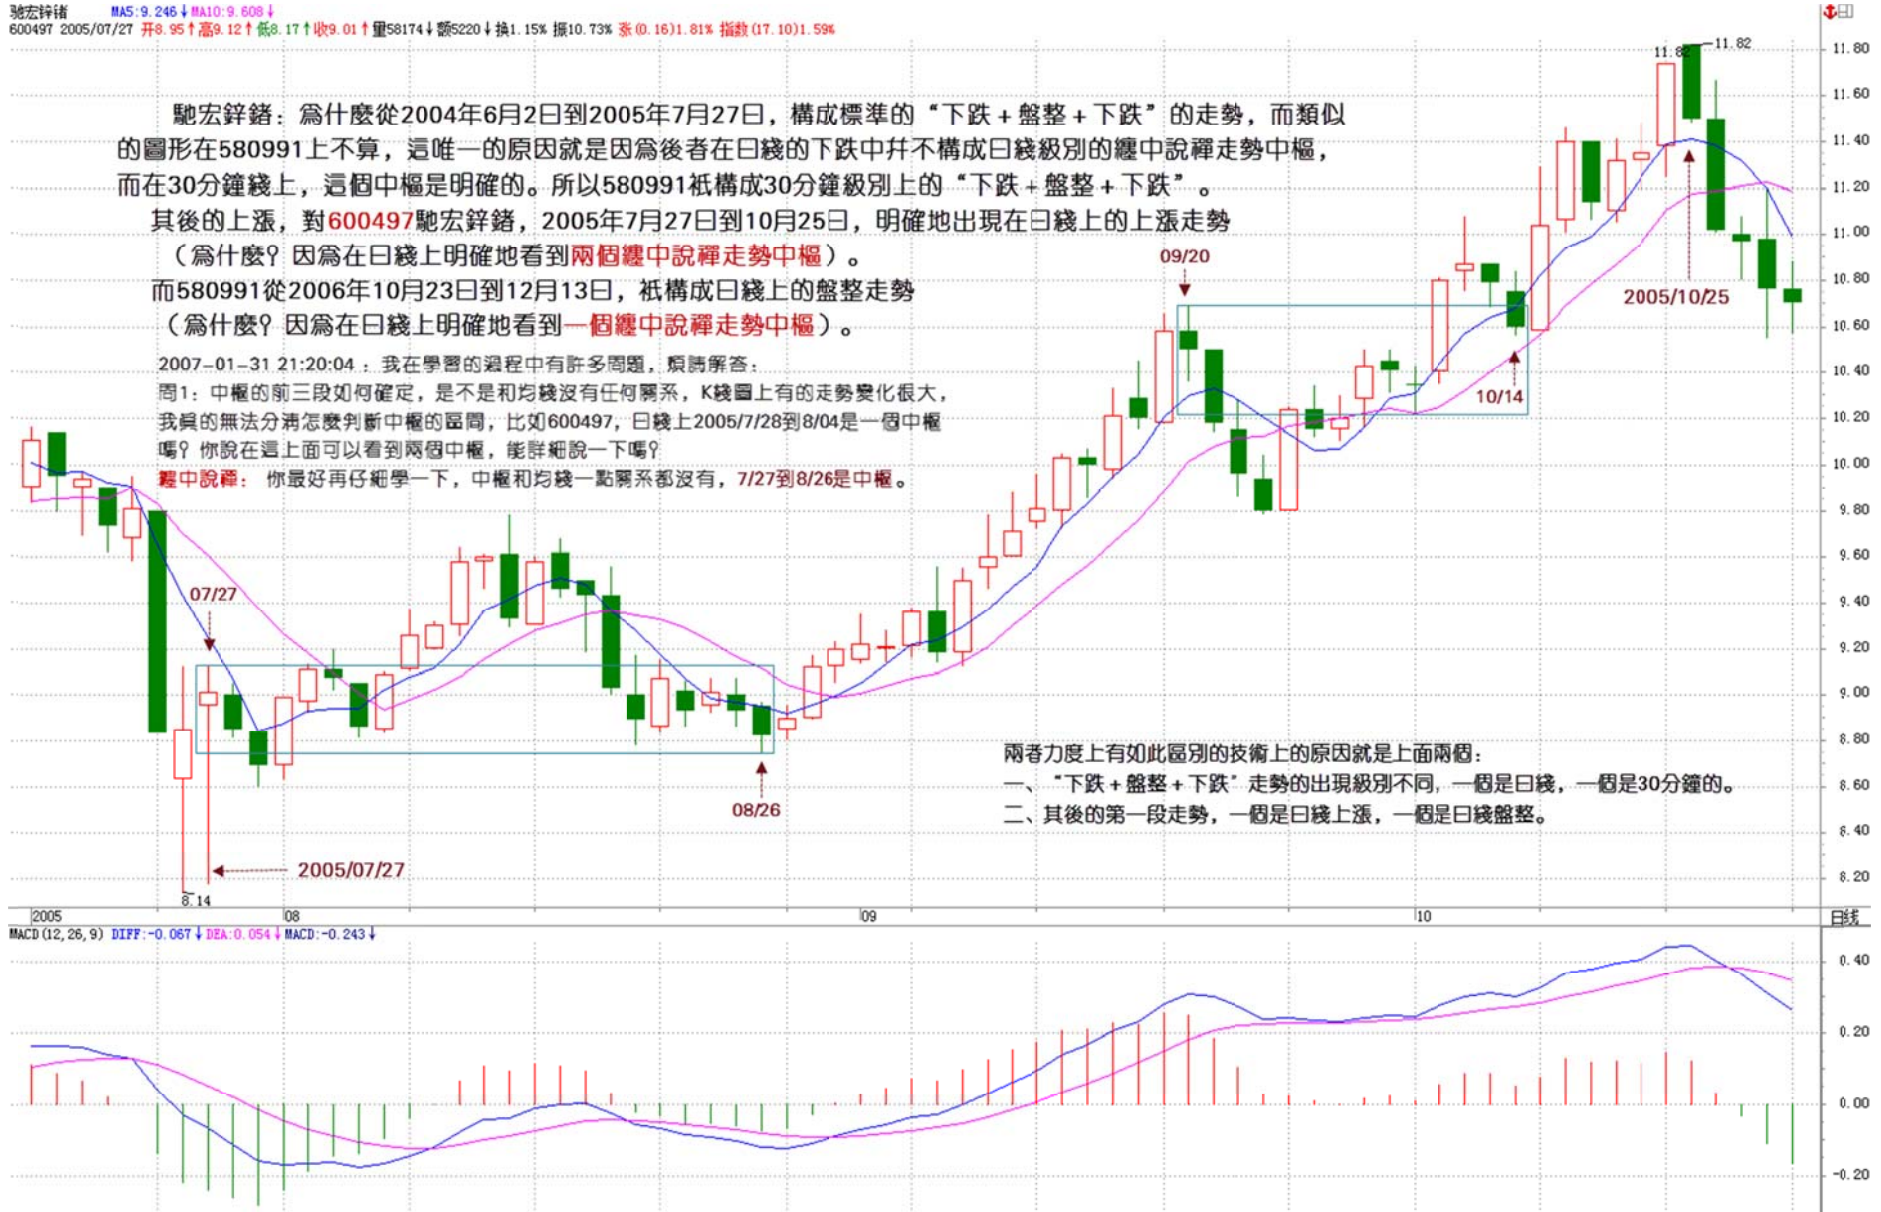 驰宏锌锗 MA5:9.246↓MA10:9.608↓
600497 2005/07/27 开8.95↑高9.12↑低8.17↑收9.01↑量58174↓额5220↓换1.15% 振10.73% 涨(0.16)1.81% 指数(17.10)1.59%
馳宏鋅鍺：爲什麼從2004年6月2日到2005年7月27日，構成標準的“下跌＋盤整＋下跌”的走勢，而類似
的圖形在580991上不算，這唯一的原因就是因爲後者在日綫的下跌中幷不構成日綫級別的纏中說禪走勢中樞，
而在30分鐘綫上，這個中樞是明確的。所以580991衹構成30分鐘級別上的“下跌＋盤整＋下跌”。
其後的上漲，對600497馳宏鋅鍺，2005年7月27日到10月25日，明確地出現在日綫上的上漲走勢
（爲什麼？因爲在日綫上明確地看到兩個纏中說禪走勢中樞）。
而580991從2006年10月23日到12月13日，衹構成日綫上的盤整走勢
（爲什麼？因爲在日綫上明確地看到一個纏中說禪走勢中樞）。
2007-01-31 21:20:04：我在學習的過程中有許多問題，煩請解答：
問1：中樞的前三段如何確定，是不是和均綫沒有任何關系，K綫圖上有的走勢變化很大，
我眞的無法分淸怎麼判斷中樞的區間，比如600497，日綫上2005/7/28到8/04是一個中樞
嗎？你說在這上面可以看到兩個中樞，能詳細說一下嗎？
纏中說禪：你最好再仔細學一下，中樞和均綫一點關系都沒有，7/27到8/26是中樞。
兩者力度上有如此區別的技術上的原因就是上面兩個：
一、“下跌＋盤整＋下跌”走勢的出現級別不同，一個是日綫，一個是30分鐘的。
二、其後的第一段走勢，一個是日綫上漲，一個是日綫盤整。
11.82
11.82
09/20
2005/10/25
10/14
07/27
08/26
2005/07/27
8.14
11.80
11.60
11.40
11.20
11.00
10.80
10.60
10.40
10.20
10.00
9.80
9.60
9.40
9.20
9.00
8.80
8.60
8.40
8.20
2005 08 09 10 日线
MACD(12,26,9) DIFF:-0.067↓DEA:0.054↓MACD:-0.243↓
0.40
0.20
0.00
-0.20